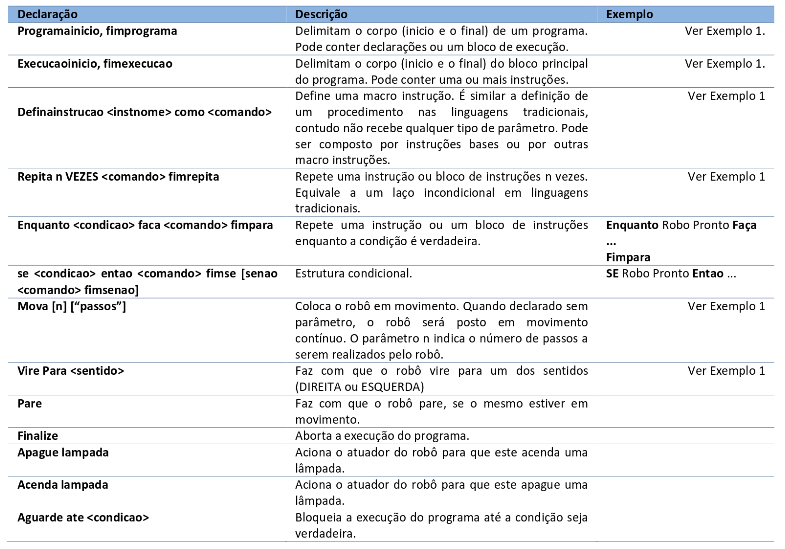 Declaração Descrição Exemplo
Programainicio, fimprograma Delimitam o corpo (inicio e o final) de um programa. Ver Exemplo 1.
Pode conter declarações ou um bloco de execução.
Execucaoinicio, fimexecucao Delimitam o corpo (inicio e o final) do bloco principal Ver Exemplo 1.
do programa. Pode conter uma ou mais instruções.
Define uma macro instrução. É similar a definição de Ver Exemplo 1
Definainstrucao <instnome> como <comando> um procedimento nas linguagens tradicionais,
contudo não recebe qualquer tipo de parâmetro. Pode
ser composto por instruções bases ou por outras
macro instruções.
Repita n VEZES <comando> fimrepita Repete uma instrução ou bloco de instruções n vezes. Ver Exemplo 1
Equivale a um laço incondicional em linguagens
tradicionais.
Enquanto <condicao> faca <comando> fimpara Repete uma instrução ou um bloco de instruções Enquanto Robo Pronto Faça
enquanto a condição é verdadeira. ...
Fimpara
se <condicao> entao <comando> fimse [senao Estrutura condicional. SE Robo Pronto Entao ...
<comando> fimsenao]
Mova [n] [“passos”] Coloca o robô em movimento. Quando declarado sem Ver Exemplo 1
parâmetro, o robô será posto em movimento
contínuo. O parâmetro n indica o número de passos a
serem realizados pelo robô.
Vire Para <sentido> Faz com que o robô vire para um dos sentidos Ver Exemplo 1
(DIREITA ou ESQUERDA)
Pare Faz com que o robô pare, se o mesmo estiver em
movimento.
Finalize Aborta a execução do programa.
Apague lampada Aciona o atuador do robô para que este acenda uma
lâmpada.
Acenda lampada Aciona o atuador do robô para que este apague uma
lâmpada.
Aguarde ate <condicao> Bloqueia a execução do programa até a condição seja
verdadeira.